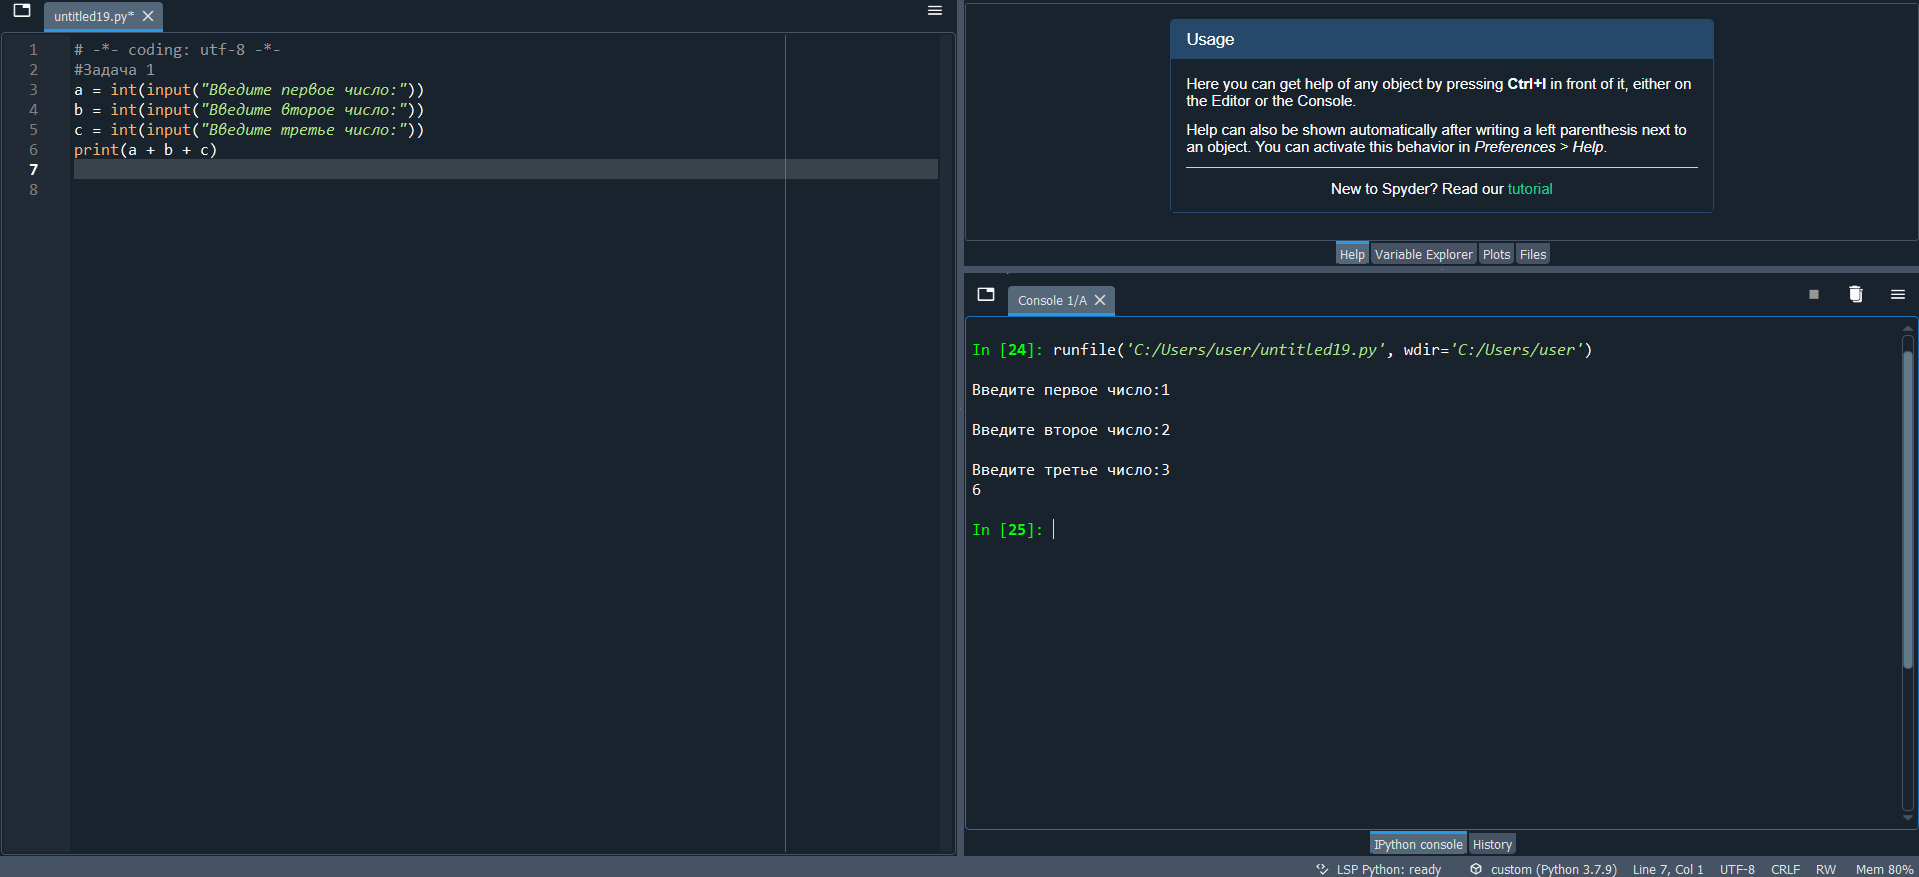 untitled19.py*
1 # -*- coding: utf-8 -*-
2 #Задача 1
3 a = int(input("Введите первое число:"))
4 b = int(input("Введите второе число:"))
5 c = int(input("Введите третье число:"))
6 print(a + b + c)
7
8
Usage
Here you can get help of any object by pressing Ctrl+I in front of it, either on
the Editor or the Console.
Help can also be shown automatically after writing a left parenthesis next to
an object. You can activate this behavior in Preferences > Help.
New to Spyder? Read our tutorial
Help Variable Explorer Plots Files
Console 1/A
In [24]: runfile('C:/Users/user/untitled19.py', wdir='C:/Users/user')
Введите первое число:1
Введите второе число:2
Введите третье число:3
6
In [25]:
IPython console History
LSP Python: ready custom (Python 3.7.9) Line 7, Col 1 UTF-8 CRLF RW Mem 80%